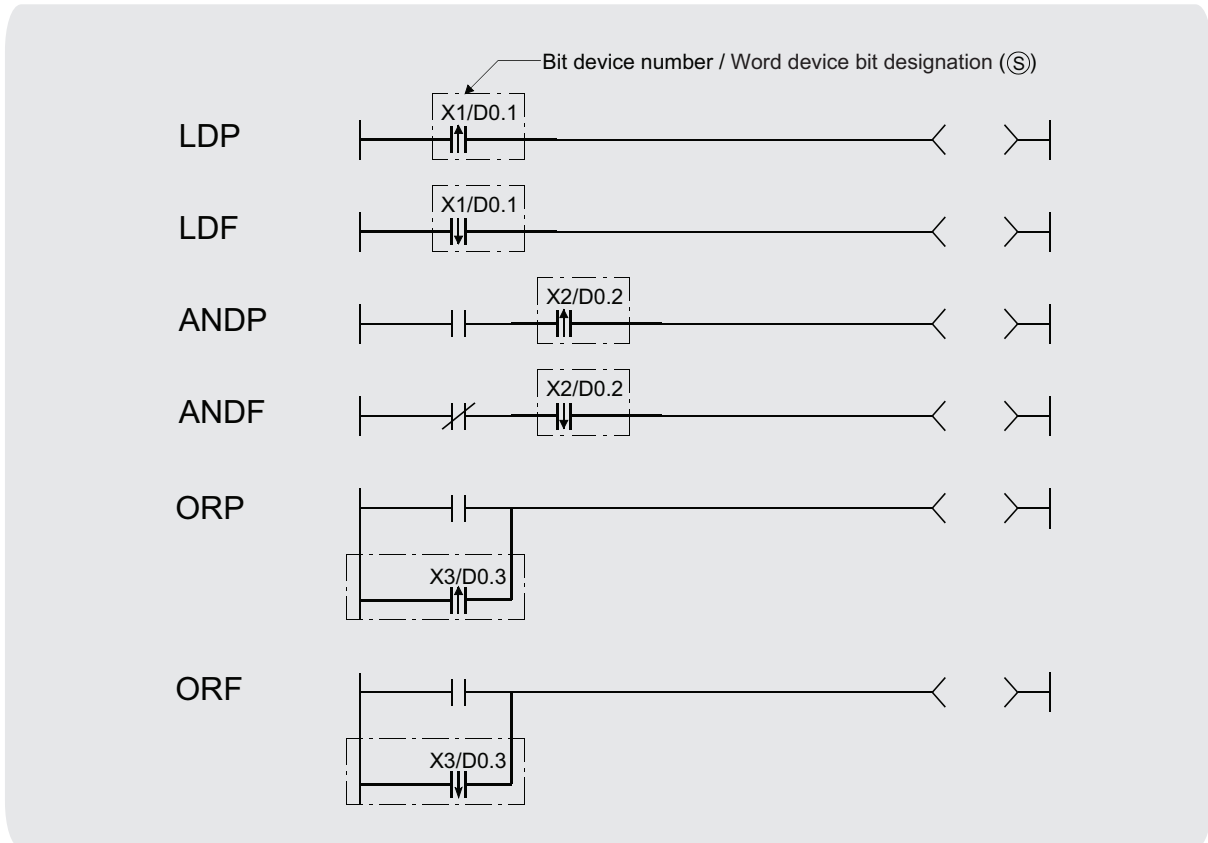 Bit device number / Word device bit designation (Ⓢ)
LDP
X1/D0.1
LDF
X1/D0.1
ANDP
X2/D0.2
ANDF
X2/D0.2
ORP
X3/D0.3
ORF
X3/D0.3